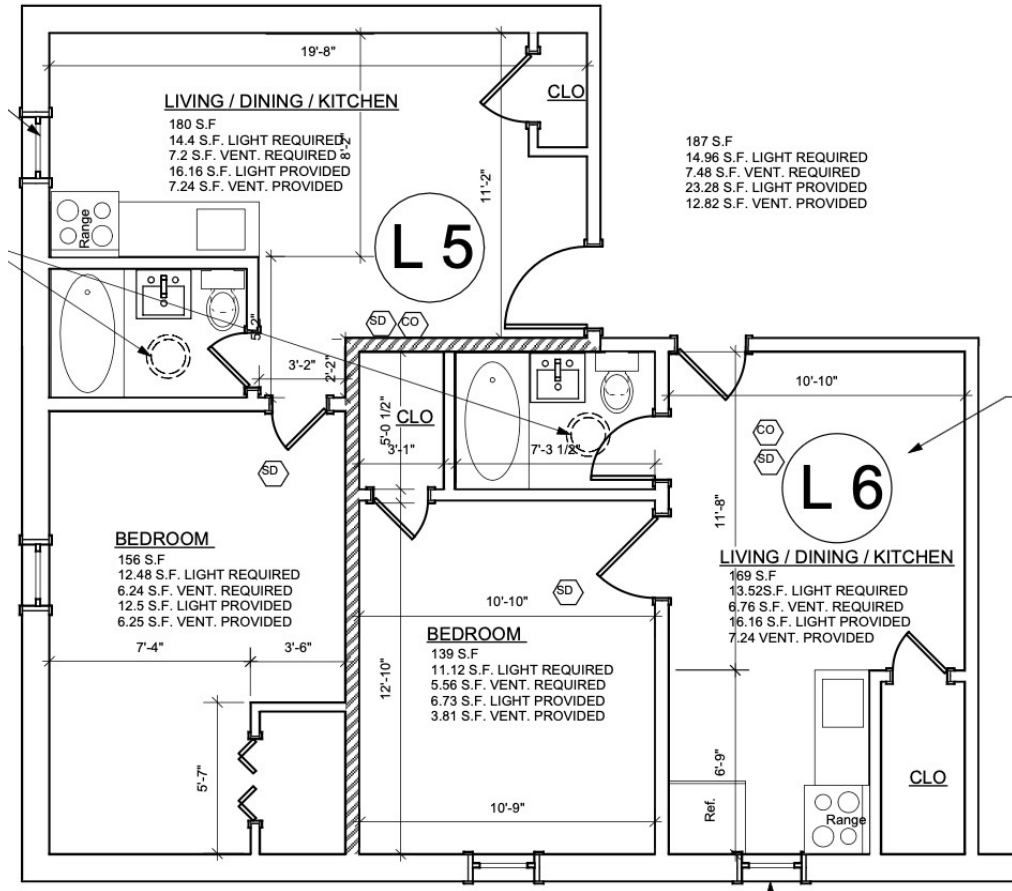 19'-8"
CLO
LIVING / DINING / KITCHEN
180 S.F
14.4 S.F. LIGHT REQUIRED
7.2 S.F. VENT. REQUIRED
16.16 S.F. LIGHT PROVIDED
7.24 S.F. VENT. PROVIDED
8'-2"
11'-2"
187 S.F
14.96 S.F. LIGHT REQUIRED
7.48 S.F. VENT. REQUIRED
23.28 S.F. LIGHT PROVIDED
12.82 S.F. VENT. PROVIDED
Range
L 5
SD
CO
5'-2"
3'-2"
2'-2"
5'-0 1/2"
CLO
3'-1"
7'-3 1/2"
10'-10"
CO
SD
SD
L 6
11'-8"
BEDROOM
156 S.F
12.48 S.F. LIGHT REQUIRED
6.24 S.F. VENT. REQUIRED
12.5 S.F. LIGHT PROVIDED
6.25 S.F. VENT. PROVIDED
7'-4"
3'-6"
LIVING / DINING / KITCHEN
169 S.F
13.52S.F. LIGHT REQUIRED
6.76 S.F. VENT. REQUIRED
16.16 S.F. LIGHT PROVIDED
7.24 VENT. PROVIDED
SD
10'-10"
BEDROOM
139 S.F
11.12 S.F. LIGHT REQUIRED
5.56 S.F. VENT. REQUIRED
6.73 S.F. LIGHT PROVIDED
3.81 S.F. VENT. PROVIDED
12'-10"
5'-7"
6'-9"
CLO
10'-9"
Ref.
Range